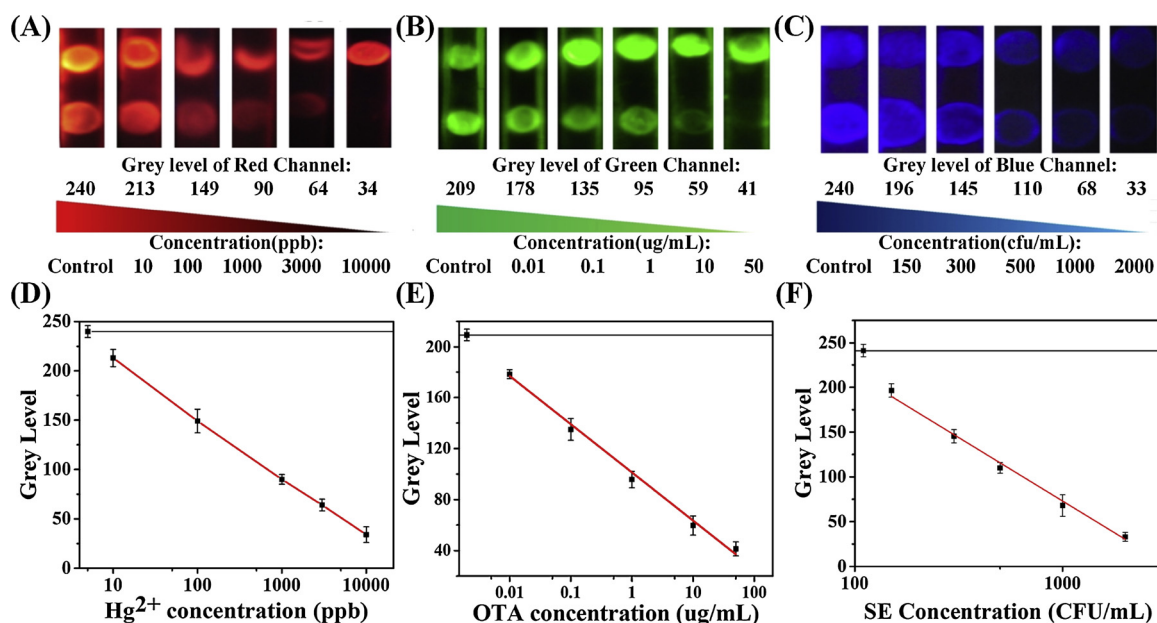 (A)
Grey level of Red Channel:
240 213 149 90 64 34
Concentration(ppb):
Control 10 100 1000 3000 10000
(B)
Grey level of Green Channel:
209 178 135 95 59 41
Concentration(ug/mL):
Control 0.01 0.1 1 10 50
(C)
Grey level of Blue Channel:
240 196 145 110 68 33
Concentration(cfu/mL):
Control 150 300 500 1000 2000
(D)
250
200
150
100
50
0
Grey Level
10 100 1000 10000
Hg2+ concentration (ppb)
(E)
200
160
120
80
40
Grey Level
0.01 0.1 1 10 100
OTA concentration (ug/mL)
(F)
250
200
150
100
50
0
Grey Level
100 1000
SE Concentration (CFU/mL)